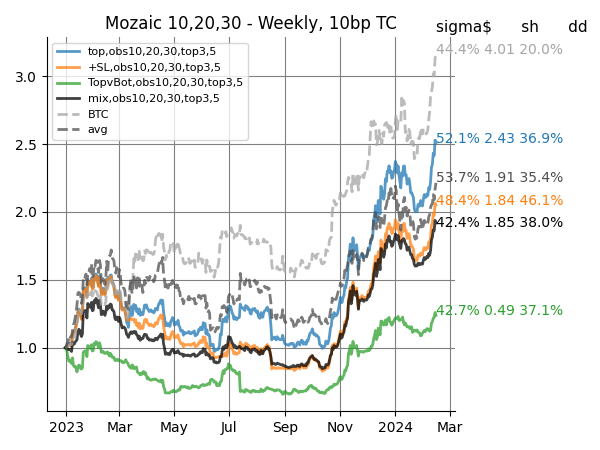 Mozaic 10,20,30 - Weekly, 10bp TC
sigma$ sh dd
top,obs10,20,30,top3,5
+SL,obs10,20,30,top3,5
TopvBot,obs10,20,30,top3,5
mix,obs10,20,30,top3,5
BTC
avg
44.4% 4.01 20.0%
52.1% 2.43 36.9%
53.7% 1.91 35.4%
48.4% 1.84 46.1%
42.4% 1.85 38.0%
42.7% 0.49 37.1%
3.0
2.5
2.0
1.5
1.0
2023 Mar May Jul Sep Nov 2024 Mar